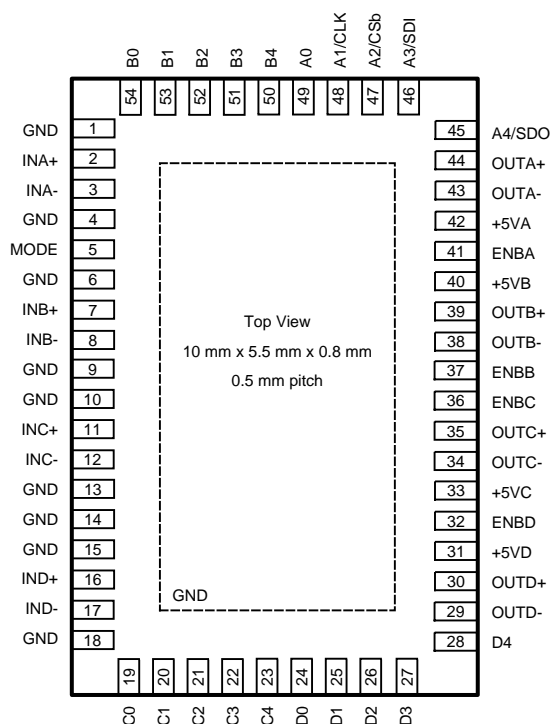 B0 B1 B2 B3 B4 A0 A1/CLK A2/CSb A3/SDI
54 53 52 51 50 49 48 47 46
GND 1
INA+ 2
INA- 3
GND 4
MODE 5
GND 6
INB+ 7
INB- 8
GND 9
GND 10
INC+ 11
INC- 12
GND 13
GND 14
GND 15
IND+ 16
IND- 17
GND 18
Top View
10 mm x 5.5 mm x 0.8 mm
0.5 mm pitch
GND
45 A4/SDO
44 OUTA+
43 OUTA-
42 +5VA
41 ENBA
40 +5VB
39 OUTB+
38 OUTB-
37 ENBB
36 ENBC
35 OUTC+
34 OUTC-
33 +5VC
32 ENBD
31 +5VD
30 OUTD+
29 OUTD-
28 D4
19 20 21 22 23 24 25 26 27
C0 C1 C2 C3 C4 D0 D1 D2 D3